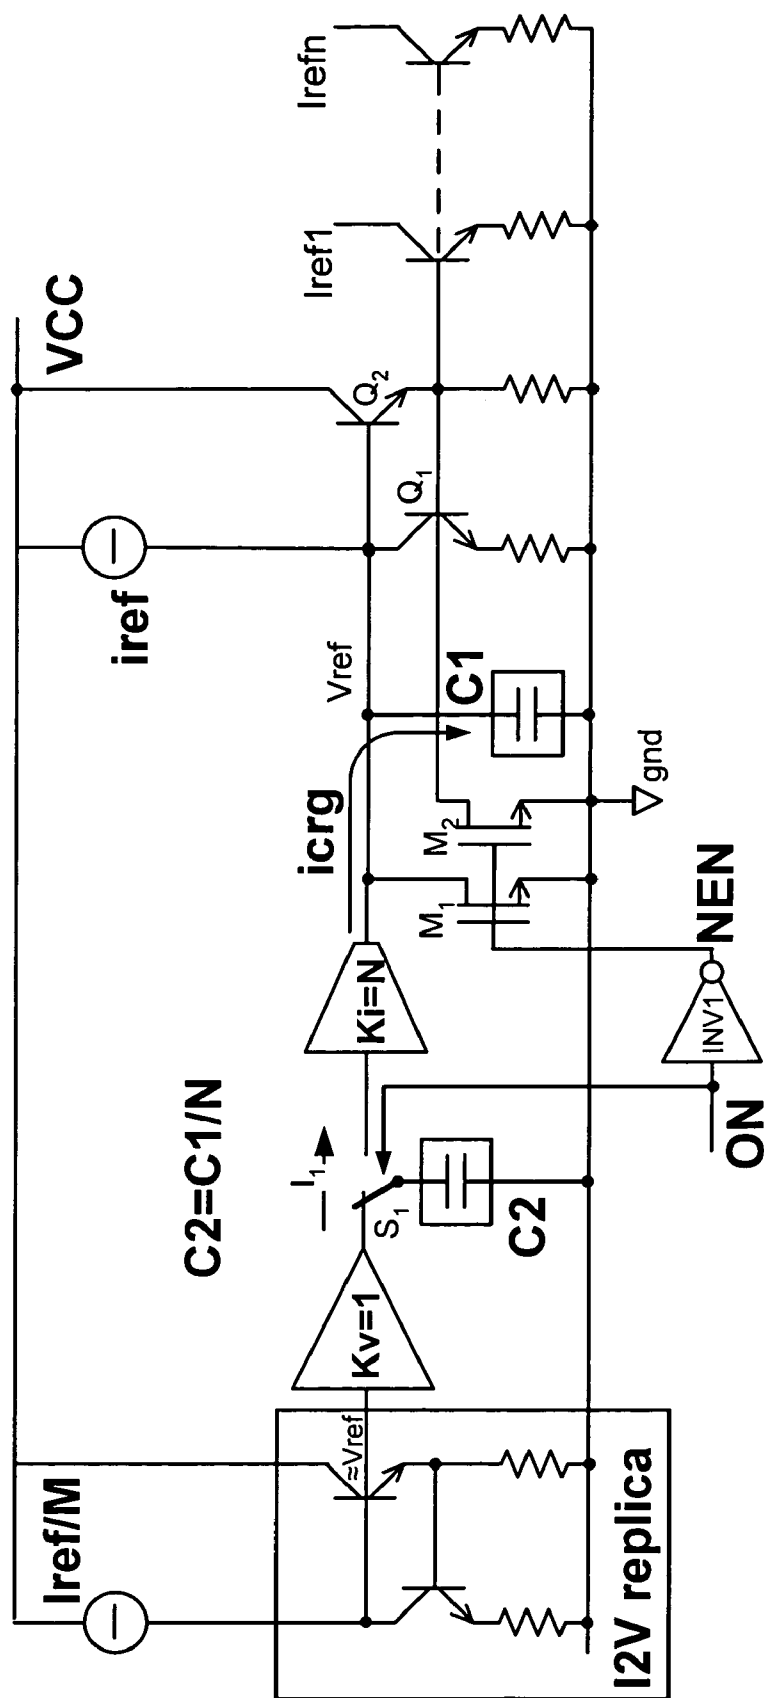 VCC
Iref/M
iref
Iref1
Irefn
C2=C1/N
I1
icrg
Vref
≈Vref
Kv=1
S1
Ki=N
Q1
Q2
C2
C1
M1
M2
gnd
I2V replica
ON
INV1
NEN